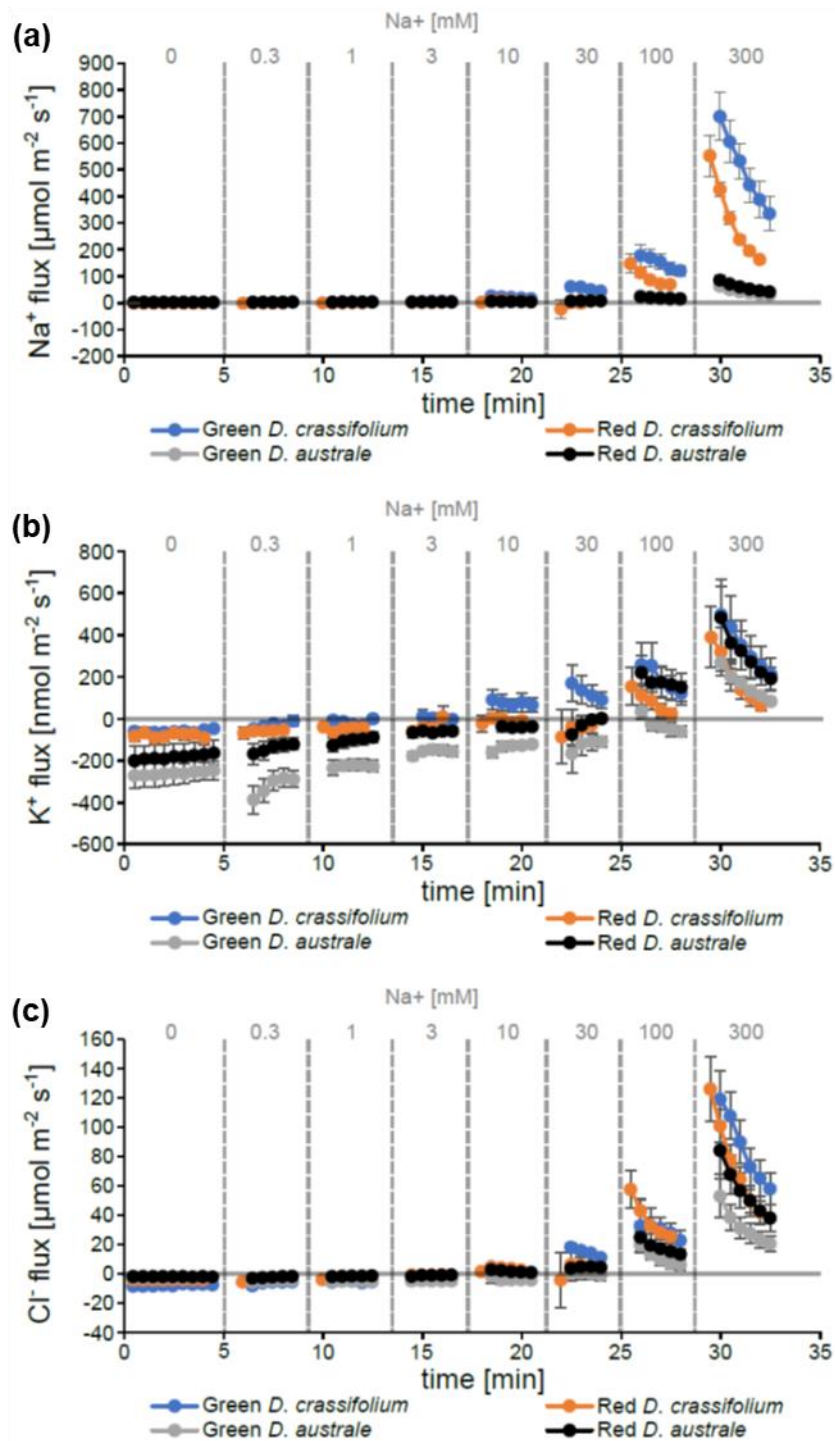 (a)
Na+ [mM]
0 0.3 1 3 10 30 100 300
Na⁺ flux [µmol m⁻² s⁻¹]
900
800
700
600
500
400
300
200
100
0
-100
-200
0 5 10 15 20 25 30 35
time [min]
Green D. crassifolium Red D. crassifolium
Green D. australe Red D. australe
(b)
Na+ [mM]
0 0.3 1 3 10 30 100 300
K⁺ flux [nmol m⁻² s⁻¹]
800
600
400
200
0
-200
-400
-600
0 5 10 15 20 25 30 35
time [min]
Green D. crassifolium Red D. crassifolium
Green D. australe Red D. australe
(c)
Na+ [mM]
0 0.3 1 3 10 30 100 300
Cl⁻ flux [µmol m⁻² s⁻¹]
160
140
120
100
80
60
40
20
0
-20
-40
0 5 10 15 20 25 30 35
time [min]
Green D. crassifolium Red D. crassifolium
Green D. australe Red D. australe